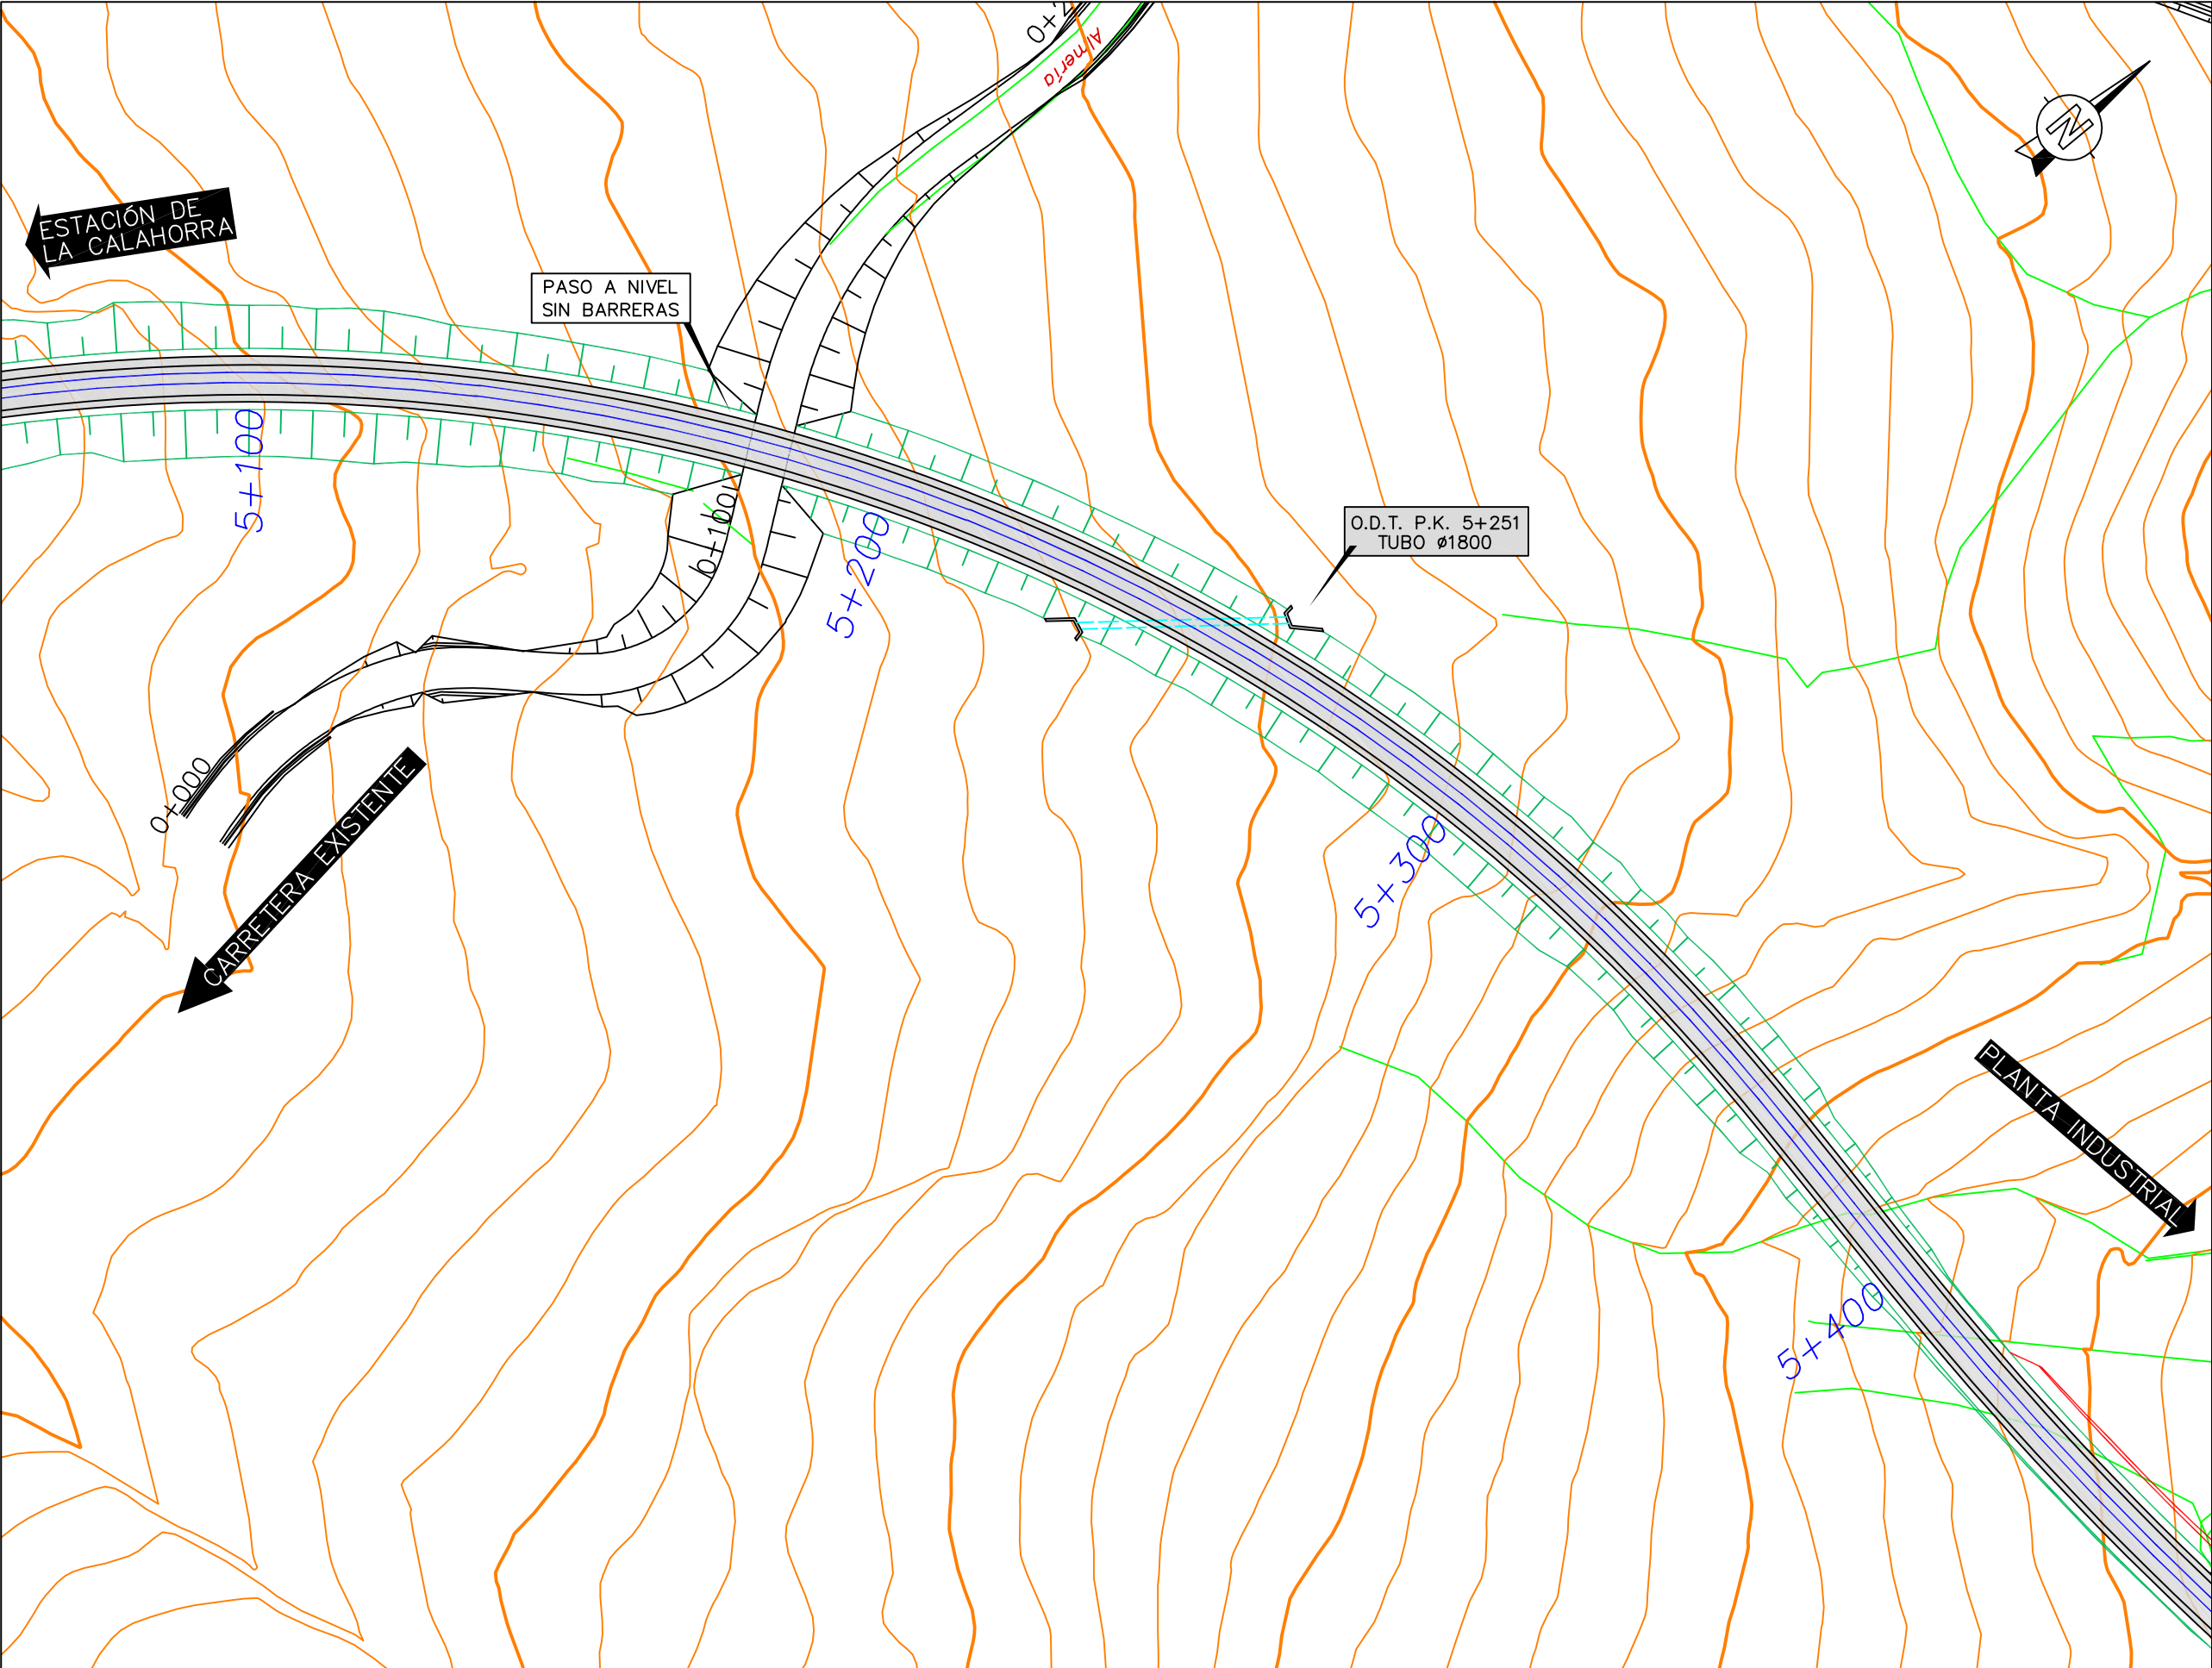 Almería
N
ESTACIÓN DE
LA CALAHORRA
PASO A NIVEL
SIN BARRERAS
5+100
0+100
5+200
O.D.T. P.K. 5+251
TUBO ø1800
0+000
CARRETERA EXISTENTE
5+300
PLANTA INDUSTRIAL
5+400